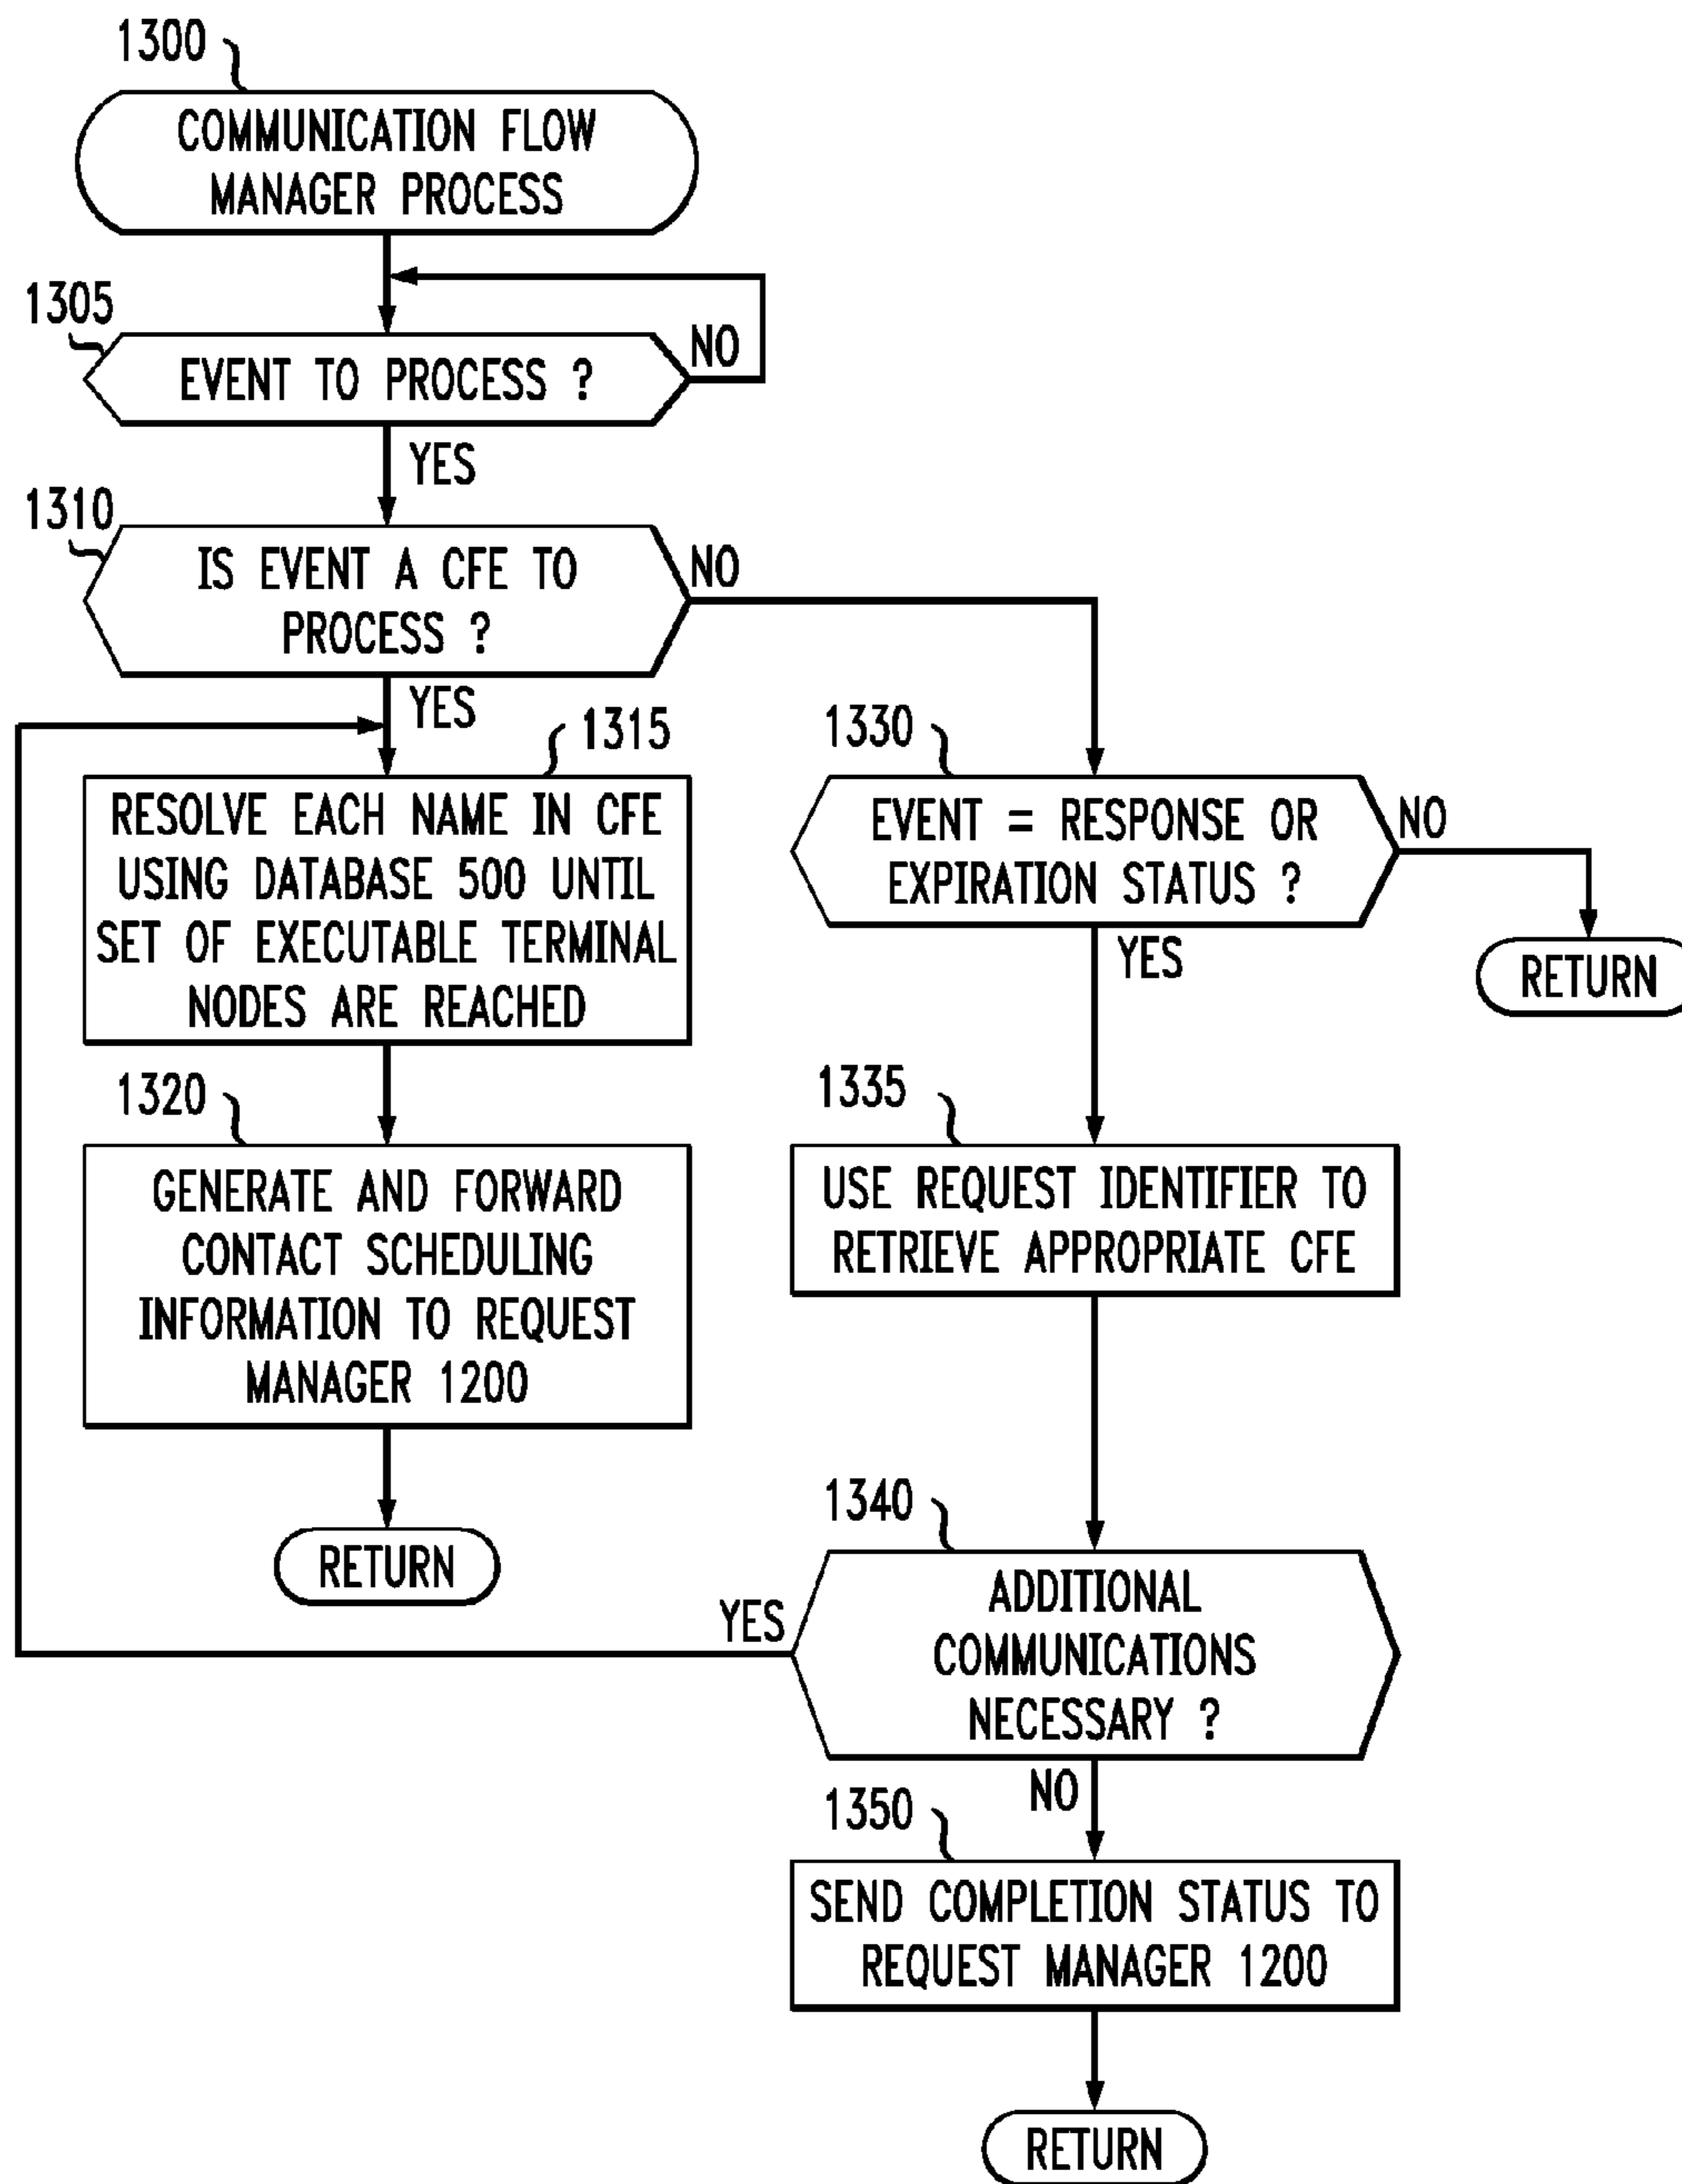 1300
COMMUNICATION FLOW
MANAGER PROCESS
1305
EVENT TO PROCESS ?
NO
YES
1310
IS EVENT A CFE TO
PROCESS ?
NO
YES
1315
RESOLVE EACH NAME IN CFE
USING DATABASE 500 UNTIL
SET OF EXECUTABLE TERMINAL
NODES ARE REACHED
1320
GENERATE AND FORWARD
CONTACT SCHEDULING
INFORMATION TO REQUEST
MANAGER 1200
RETURN
1330
EVENT = RESPONSE OR
EXPIRATION STATUS ?
NO
RETURN
YES
1335
USE REQUEST IDENTIFIER TO
RETRIEVE APPROPRIATE CFE
1340
ADDITIONAL
COMMUNICATIONS
NECESSARY ?
YES
NO
1350
SEND COMPLETION STATUS TO
REQUEST MANAGER 1200
RETURN